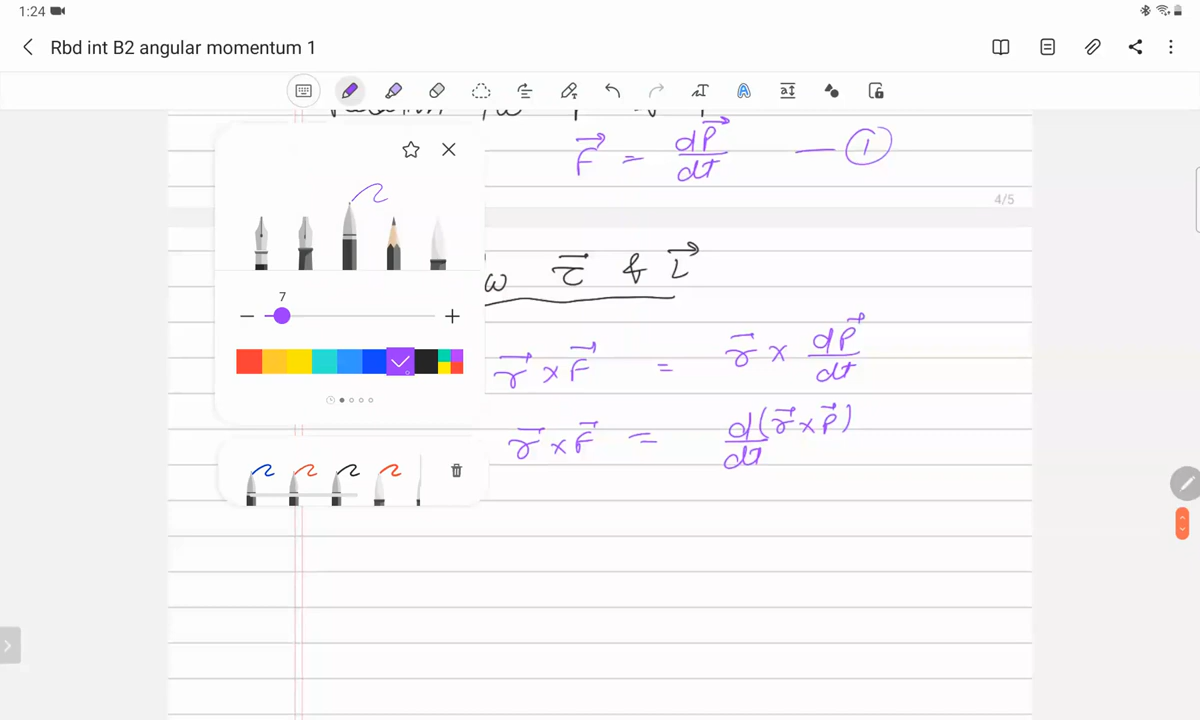 1:24
Rbd int B2 angular momentum 1
F⃗ = dP⃗/dt — ①
4/5
ω τ⃗ & L⃗
7
r⃗ × F⃗ = r⃗ × dP⃗/dt
r⃗ × F⃗ = d/dt (r⃗ × P⃗)